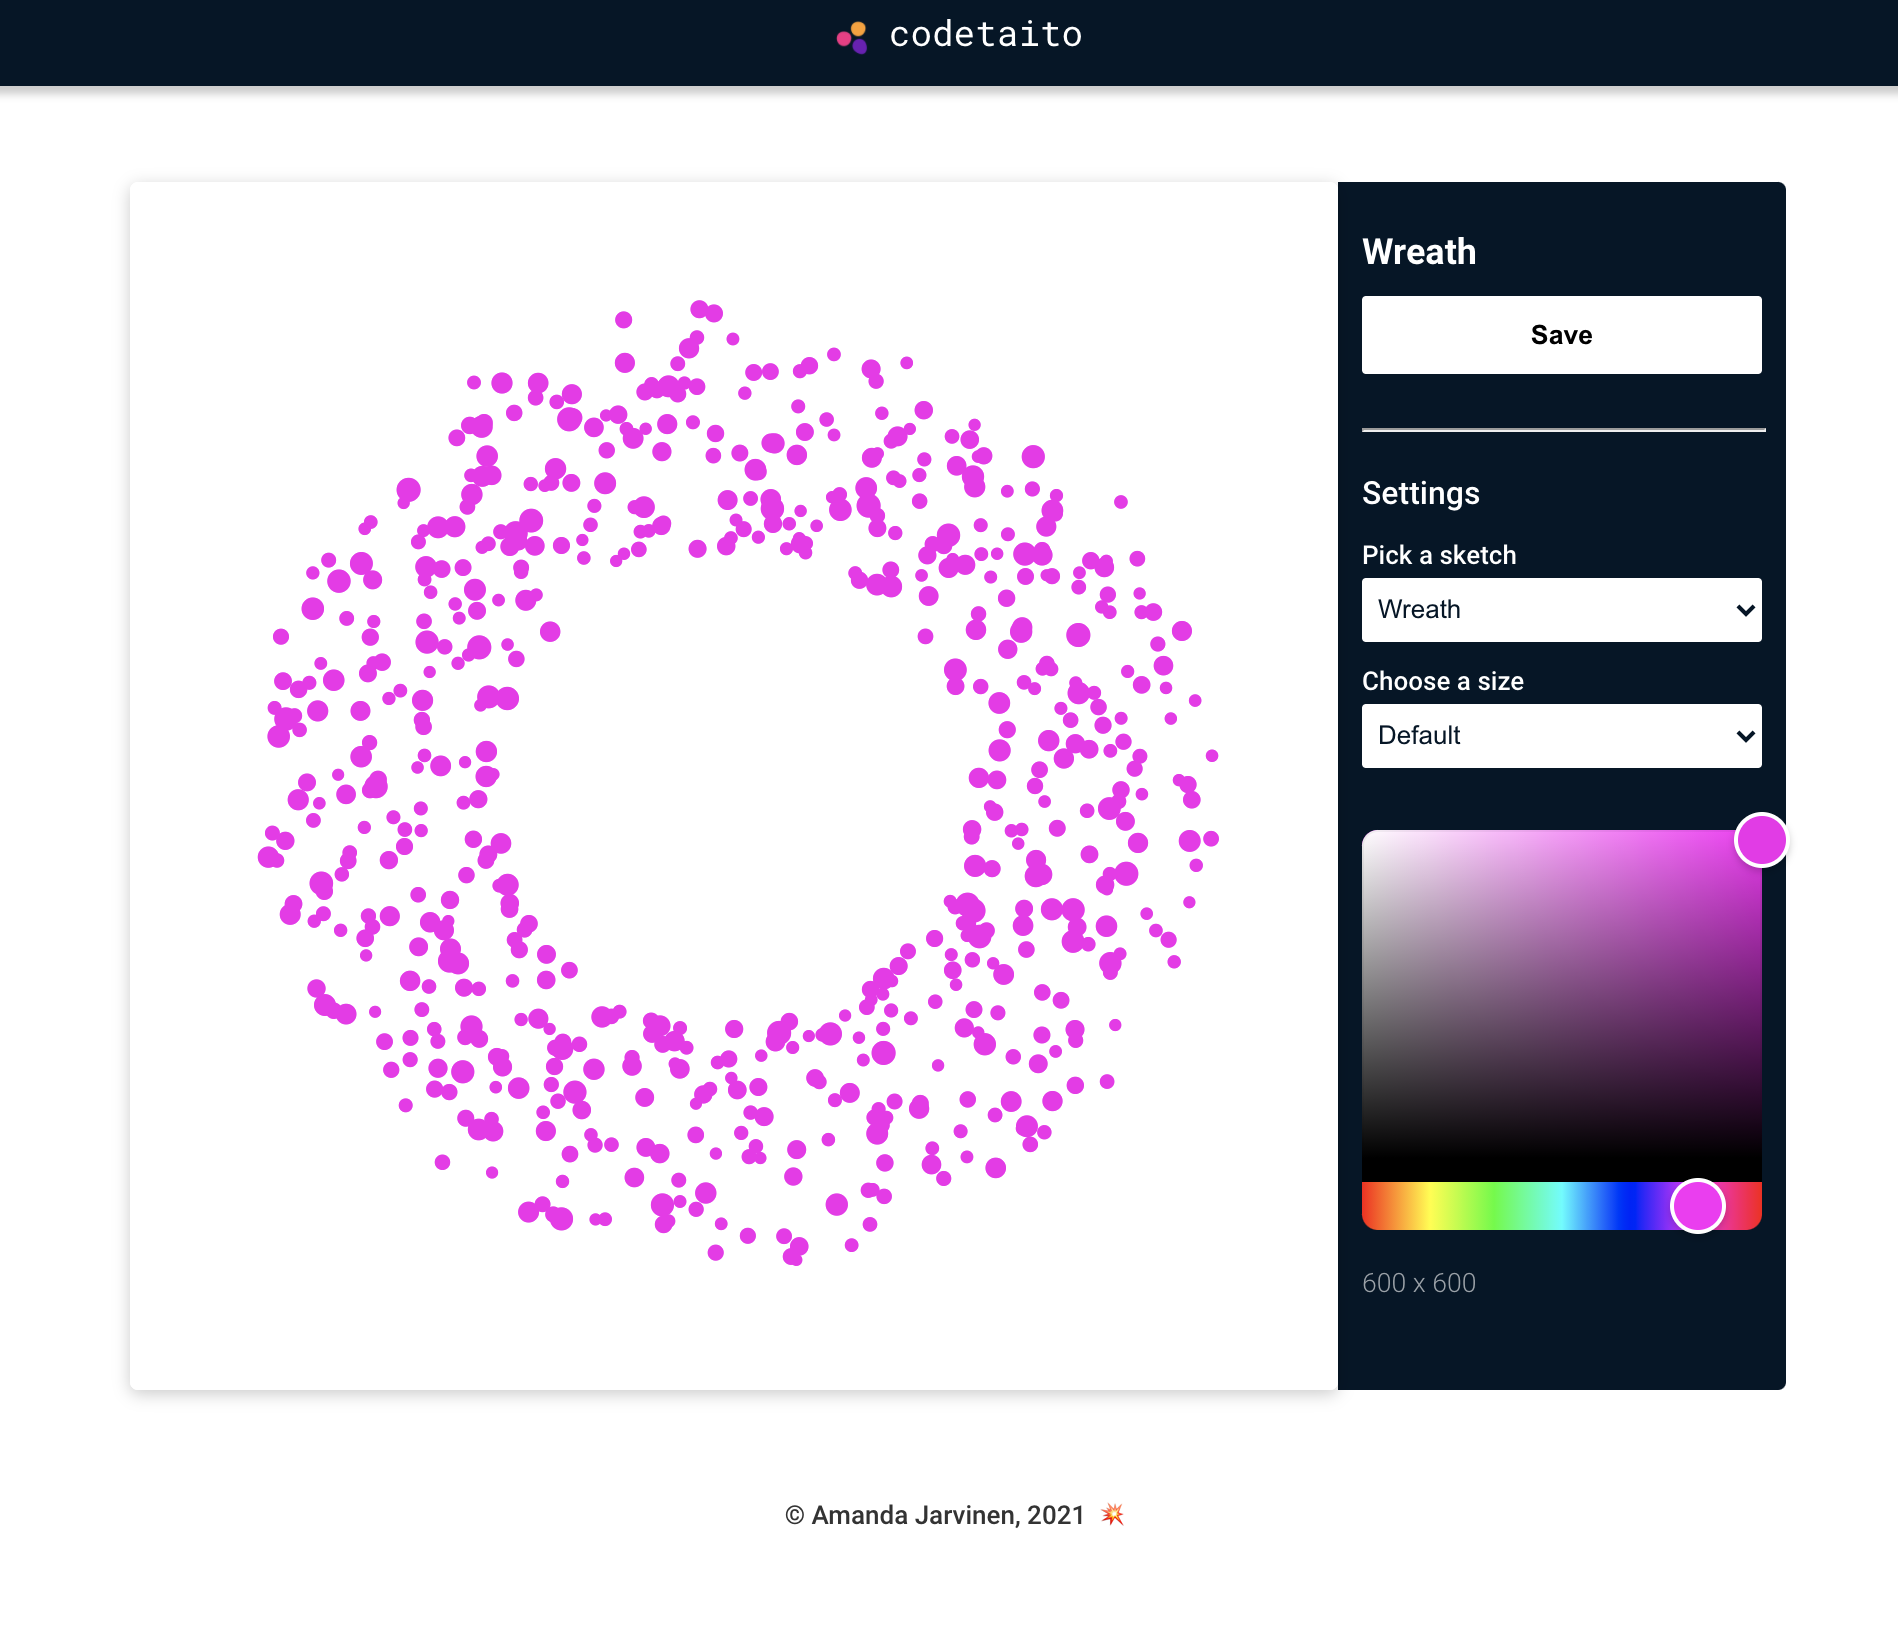 codetaito
Wreath
Save
Settings
Pick a sketch
Wreath
Choose a size
Default
600 x 600
© Amanda Jarvinen, 2021 💥